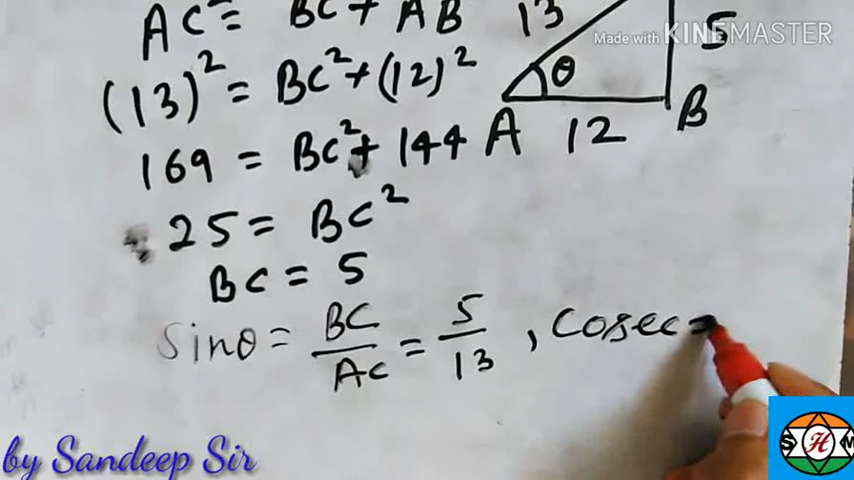 AC² = BC² + AB
13
Made with KINEMASTER
5
(13)² = BC² + (12)²
θ
169 = BC² + 144
A
12
B
25 = BC²
BC = 5
Sinθ = BC/AC = 5/13 , Cosec =
by Sandeep Sir
S H M